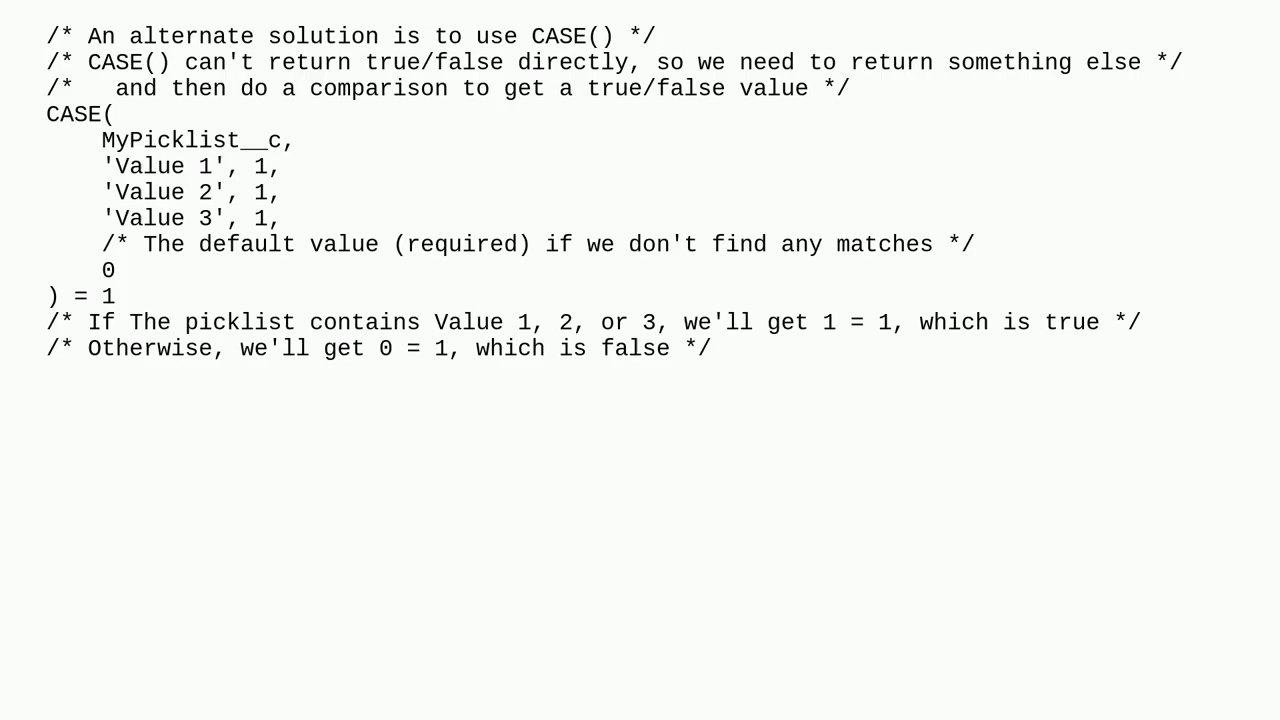 /* An alternate solution is to use CASE() */
/* CASE() can't return true/false directly, so we need to return something else */
/*   and then do a comparison to get a true/false value */
CASE(
    MyPicklist__c,
    'Value 1', 1,
    'Value 2', 1,
    'Value 3', 1,
    /* The default value (required) if we don't find any matches */
    0
) = 1
/* If The picklist contains Value 1, 2, or 3, we'll get 1 = 1, which is true */
/* Otherwise, we'll get 0 = 1, which is false */